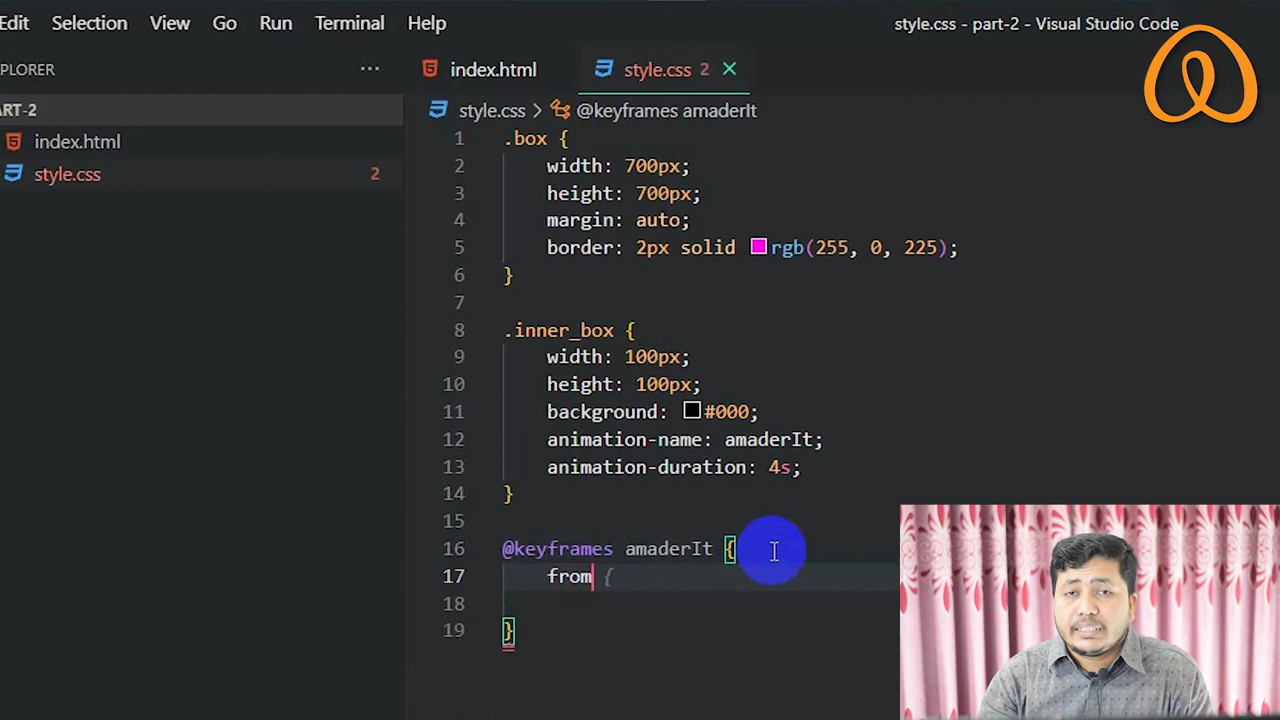 Edit Selection View Go Run Terminal Help
style.css - part-2 - Visual Studio Code
PLORER ...
index.html
style.css 2 ×
ART-2
style.css > @keyframes amaderIt
index.html
style.css 2
1 .box {
2 width: 700px;
3 height: 700px;
4 margin: auto;
5 border: 2px solid rgb(255, 0, 225);
6 }
7
8 .inner_box {
9 width: 100px;
10 height: 100px;
11 background: #000;
12 animation-name: amaderIt;
13 animation-duration: 4s;
14 }
15
16 @keyframes amaderIt {
17 from {
18
19 }